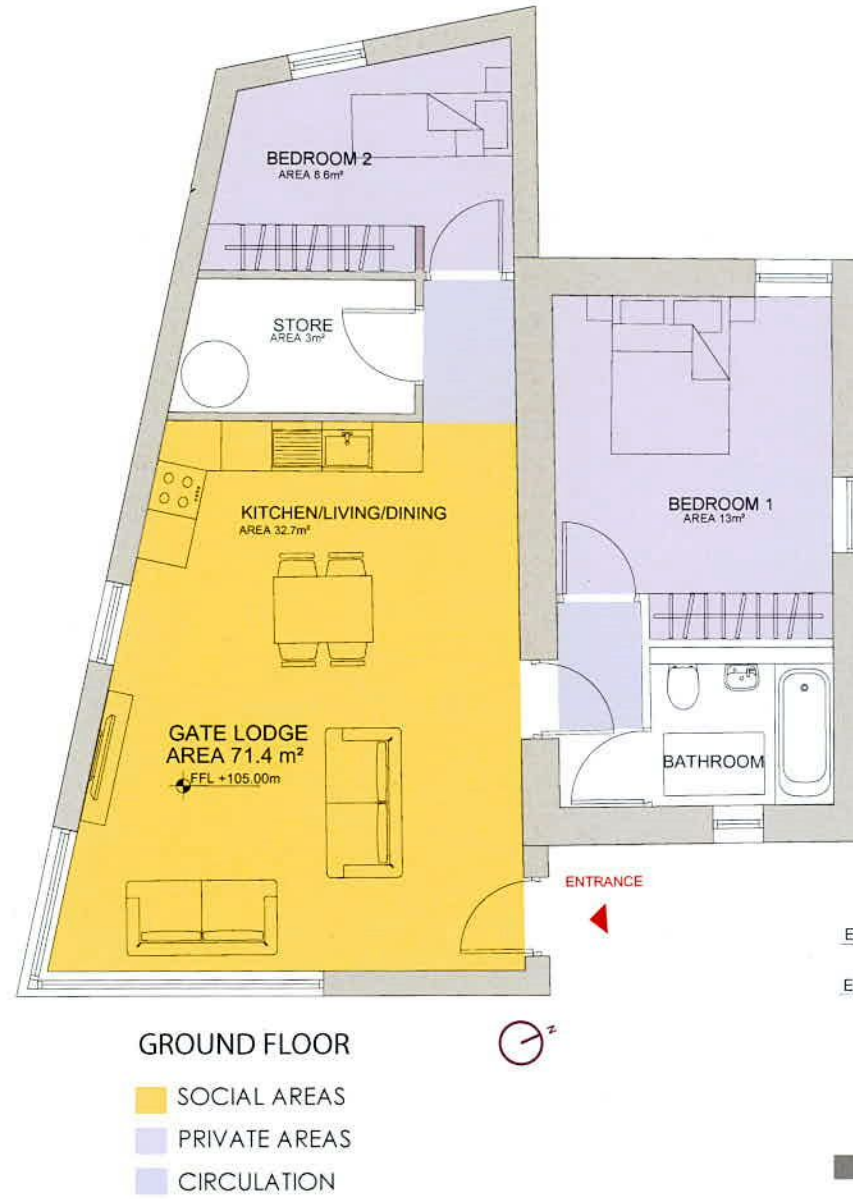 BEDROOM 2
AREA 8.6m²
STORE
AREA 3m²
KITCHEN/LIVING/DINING
AREA 32.7m²
BEDROOM 1
AREA 13m²
GATE LODGE
AREA 71.4 m²
FFL +105.00m
BATHROOM
ENTRANCE
E
E
GROUND FLOOR
N
SOCIAL AREAS
PRIVATE AREAS
CIRCULATION